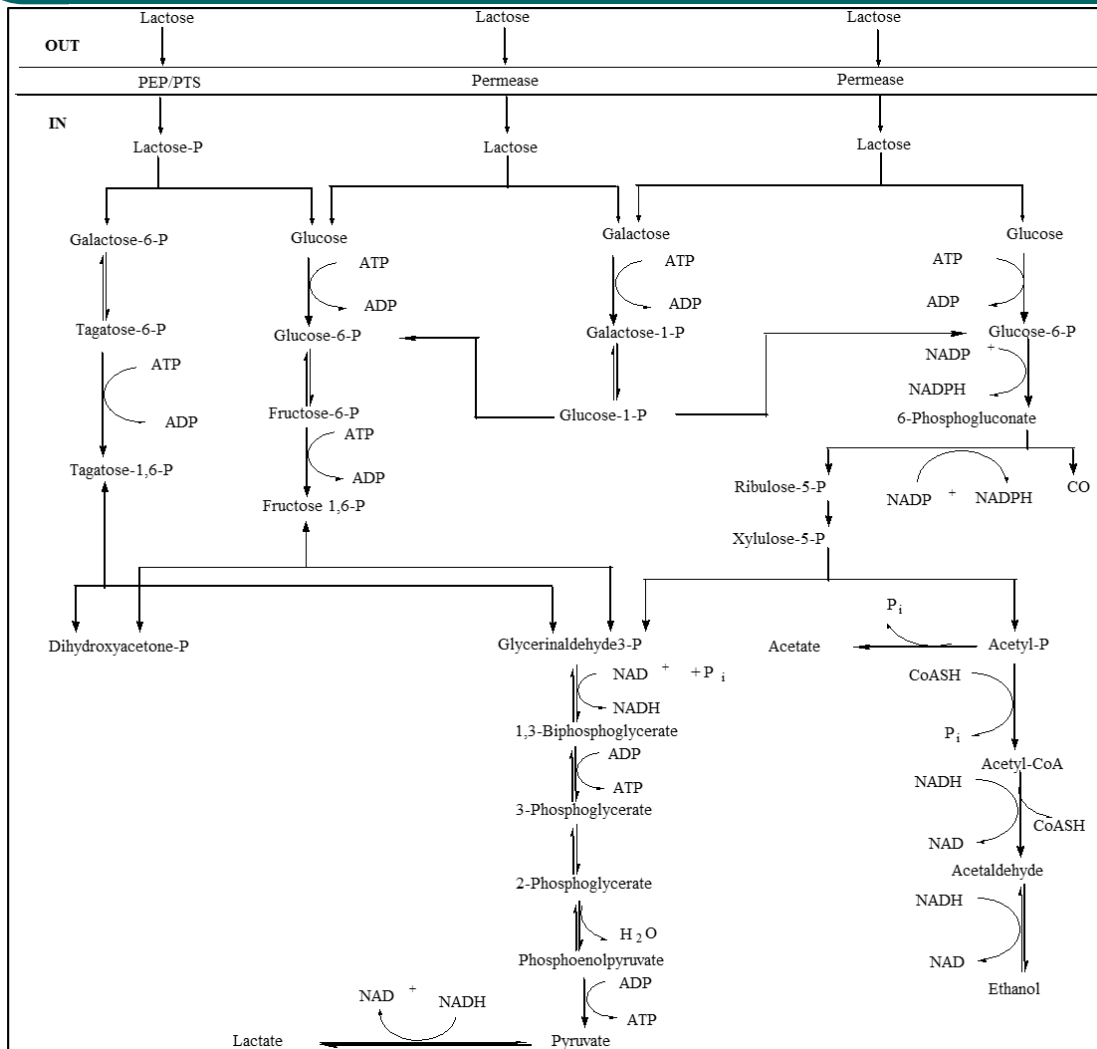 Lactose Lactose Lactose
OUT
PEP/PTS Permease Permease
IN
Lactose-P Lactose Lactose
Galactose-6-P Glucose Galactose Glucose
ATP ATP ATP
ADP ADP ADP
Tagatose-6-P Glucose-6-P Galactose-1-P Glucose-6-P
NADP +
ATP NADPH
Fructose-6-P Glucose-1-P 6-Phosphogluconate
ADP ATP
Tagatose-1,6-P ADP
Ribulose-5-P NADP + NADPH CO
Fructose 1,6-P
Xylulose-5-P
P i
Dihydroxyacetone-P Glycerinaldehyde3-P Acetate Acetyl-P
NAD + +P i CoASH
NADH
1,3-Biphosphoglycerate P i
ADP Acetyl-CoA
ATP NADH
3-Phosphoglycerate CoASH
NAD
2-Phosphoglycerate Acetaldehyde
NADH
H2O
Phosphoenolpyruvate NAD
ADP Ethanol
NAD + NADH
ATP
Lactate Pyruvate